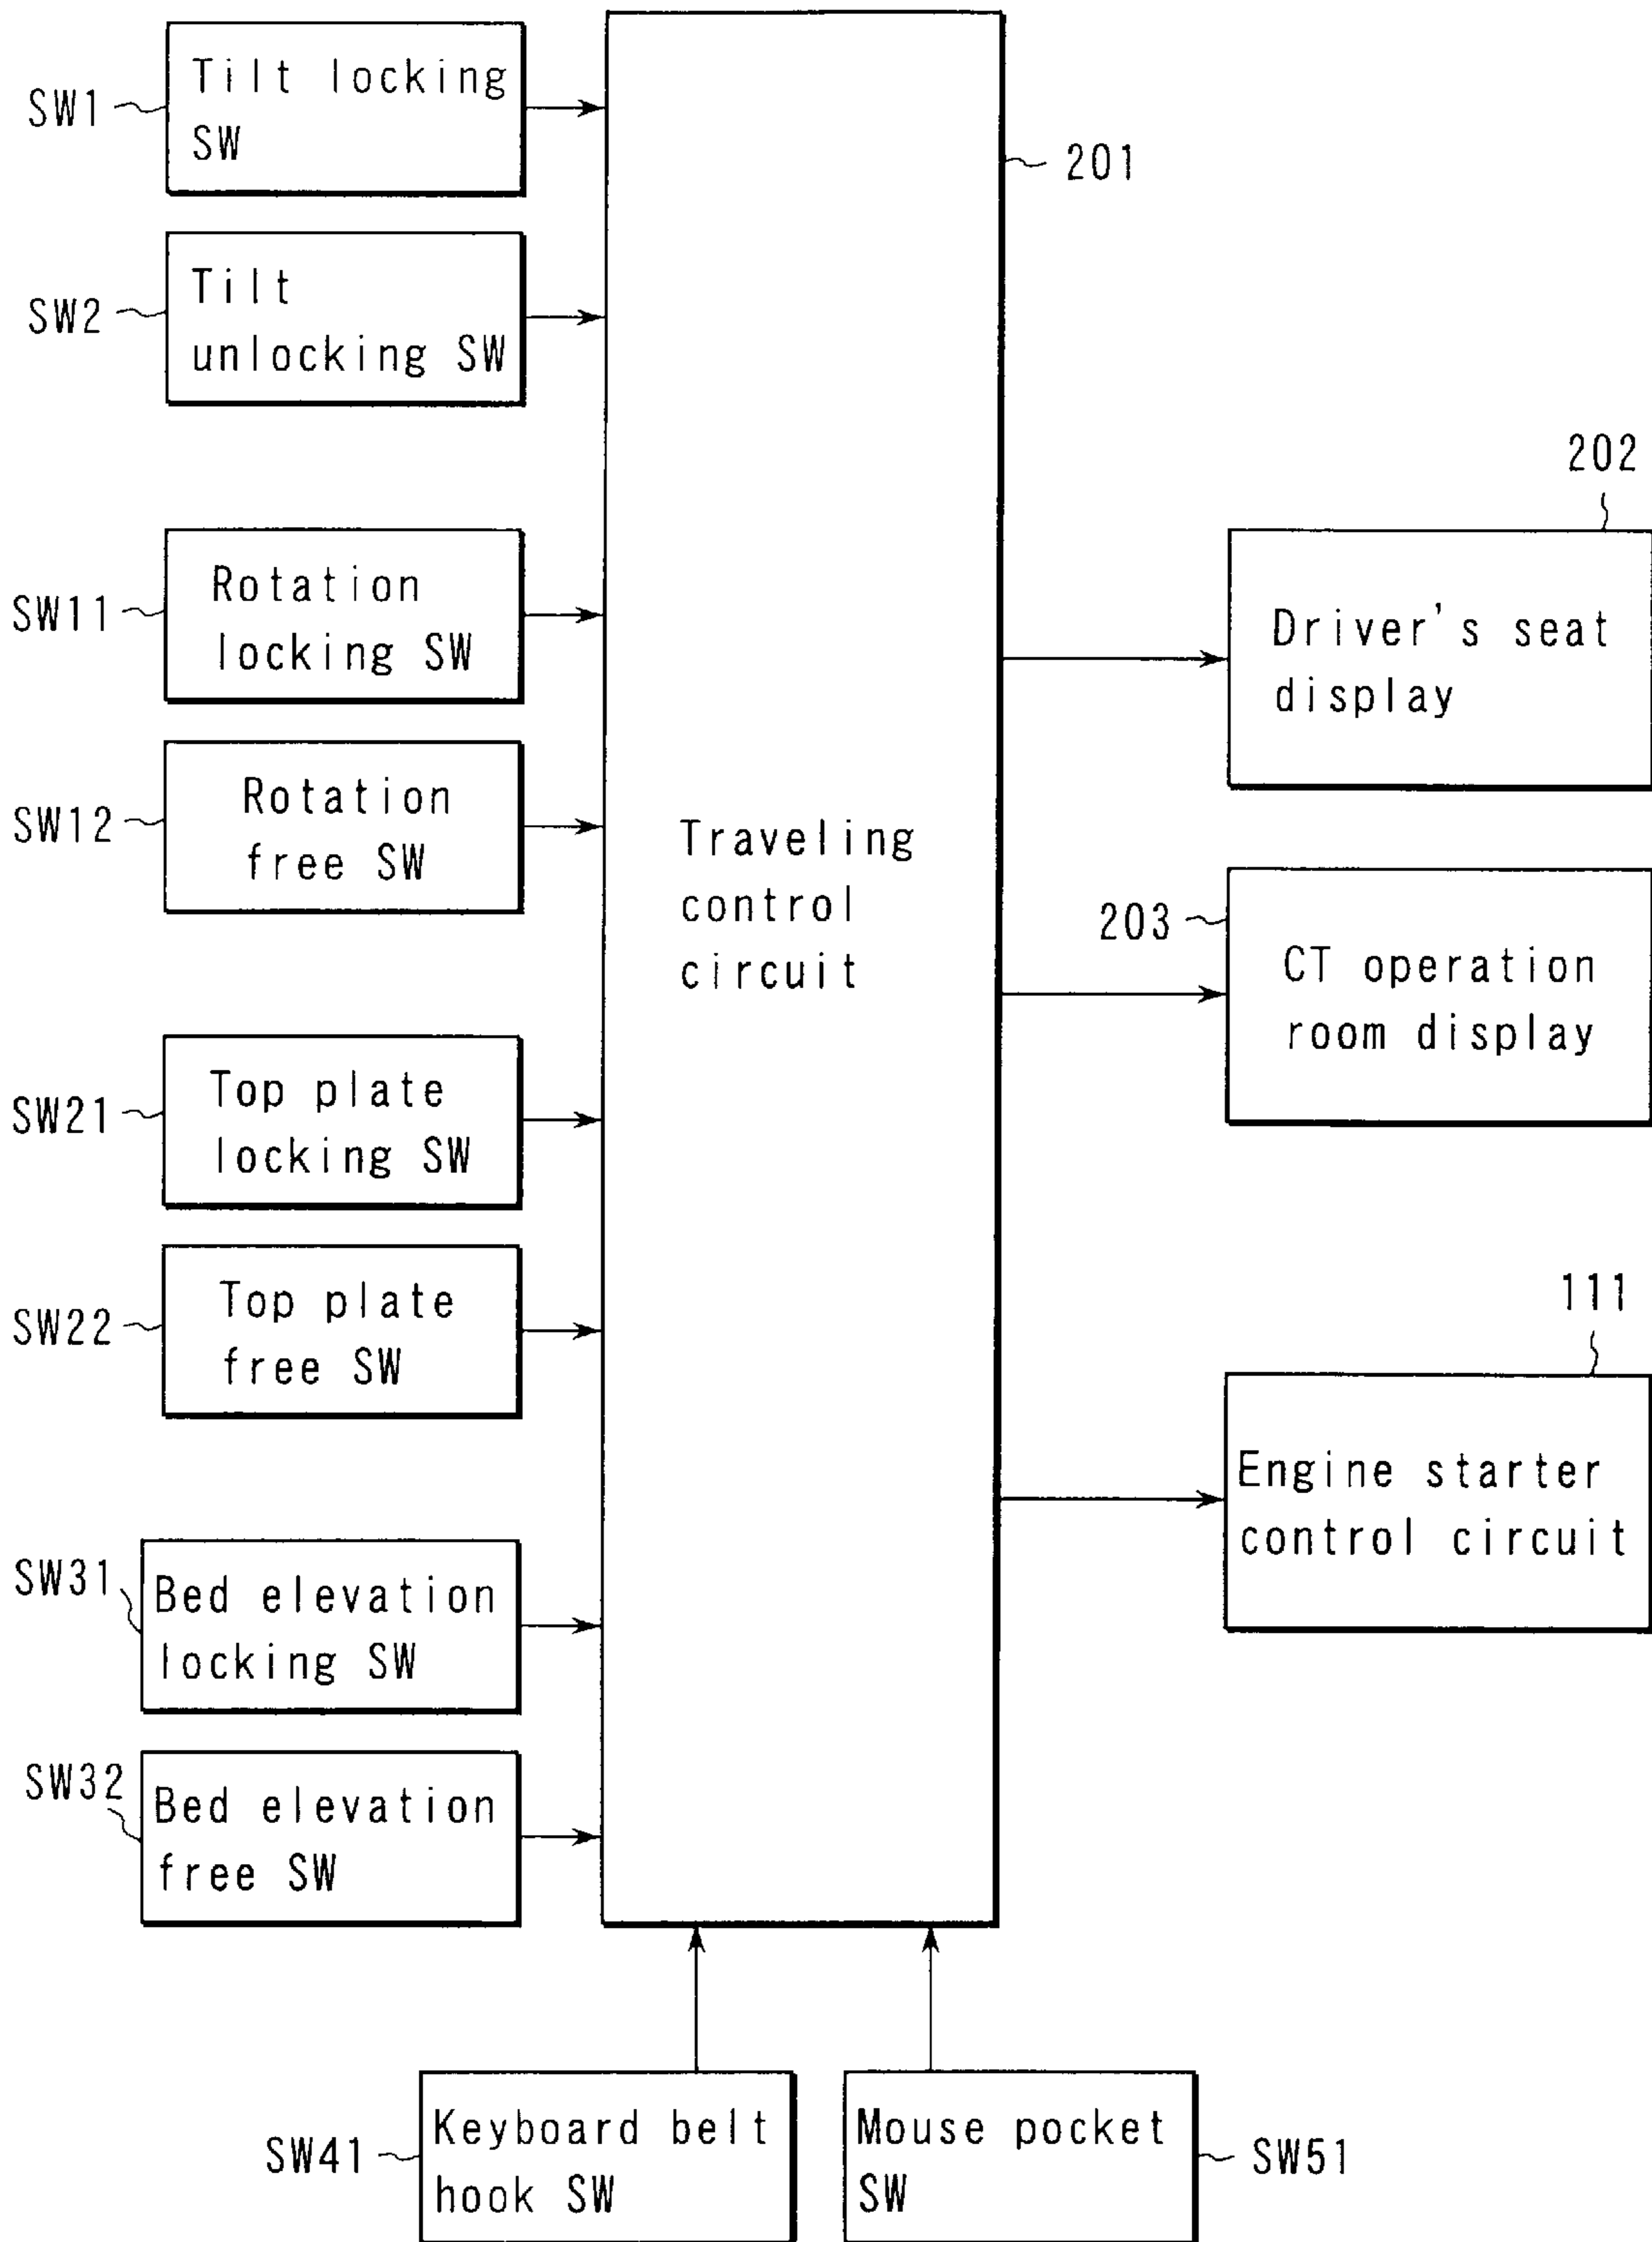 SW1
Tilt locking
SW
SW2
Tilt
unlocking SW
SW11
Rotation
locking SW
SW12
Rotation
free SW
SW21
Top plate
locking SW
SW22
Top plate
free SW
SW31
Bed elevation
locking SW
SW32
Bed elevation
free SW
Traveling
control
circuit
201
202
Driver's seat
display
203
CT operation
room display
111
Engine starter
control circuit
SW41
Keyboard belt
hook SW
Mouse pocket
SW
SW51